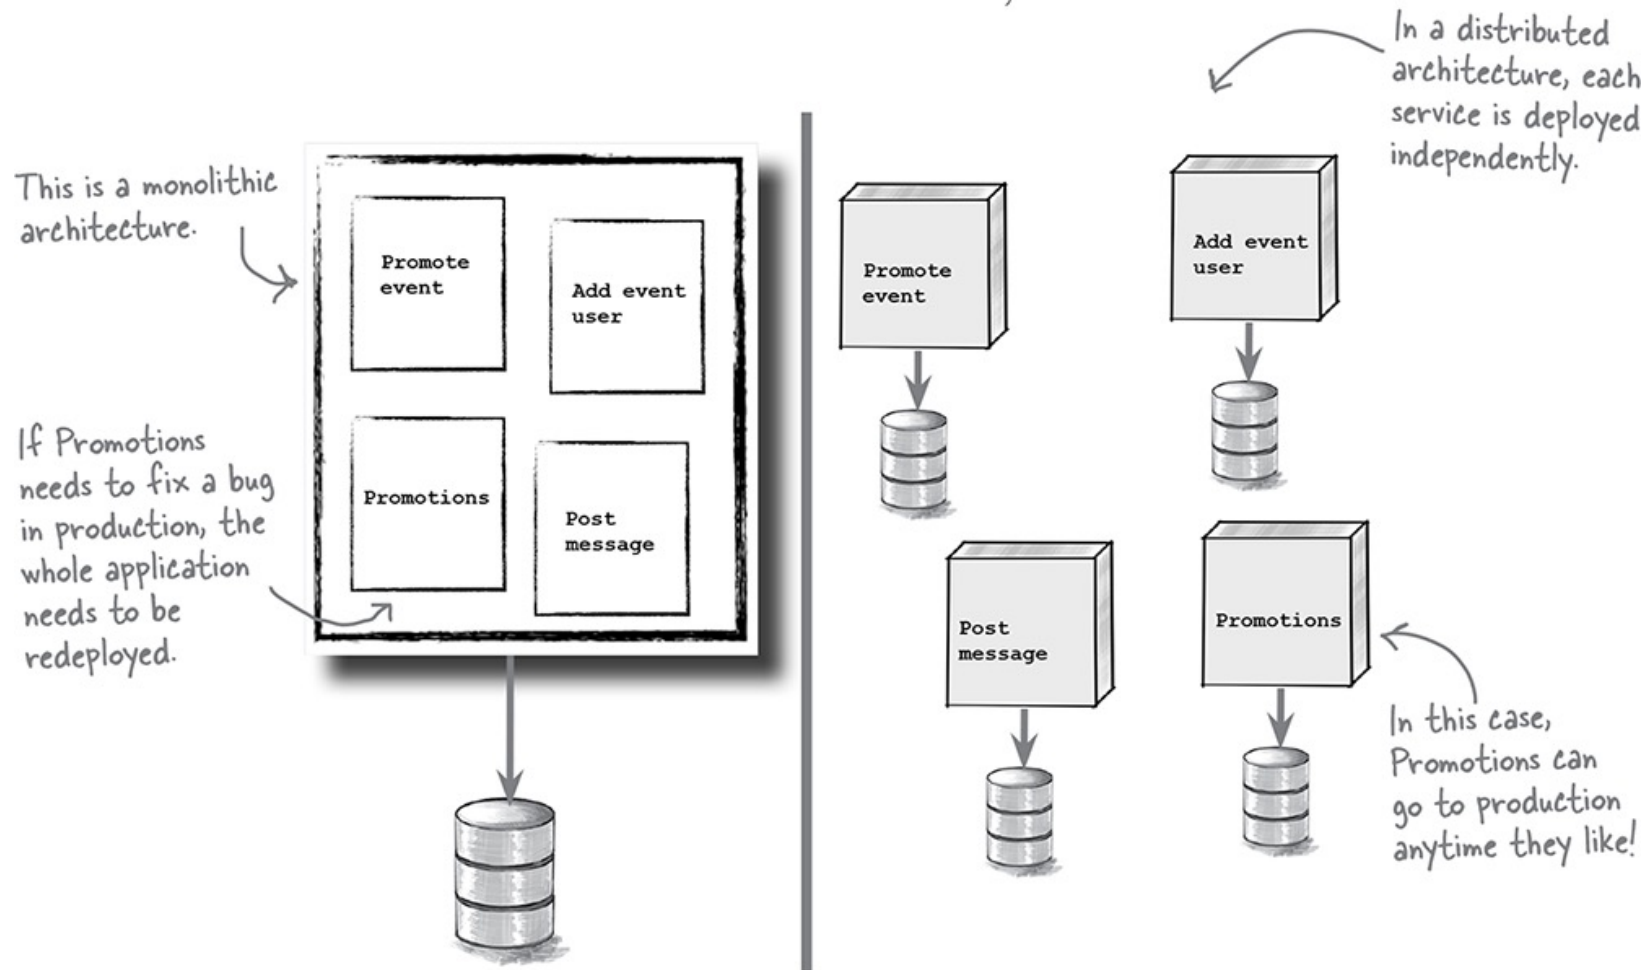 This is a monolithic
architecture.
Promote
event
Add event
user
If Promotions
needs to fix a bug
in production, the
whole application
needs to be
redeployed.
Promotions
Post
message
In a distributed
architecture, each
service is deployed
independently.
Promote
event
Add event
user
Post
message
Promotions
In this case,
Promotions can
go to production
anytime they like!